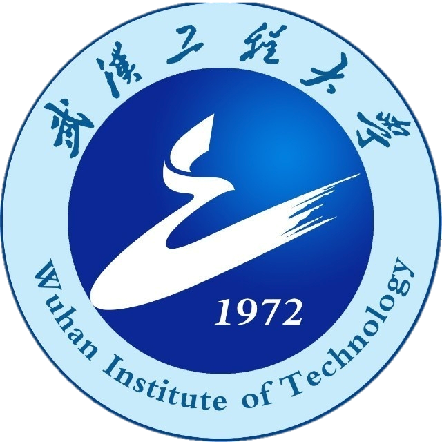 武汉工程大学
1972
Wuhan Institute of Technology